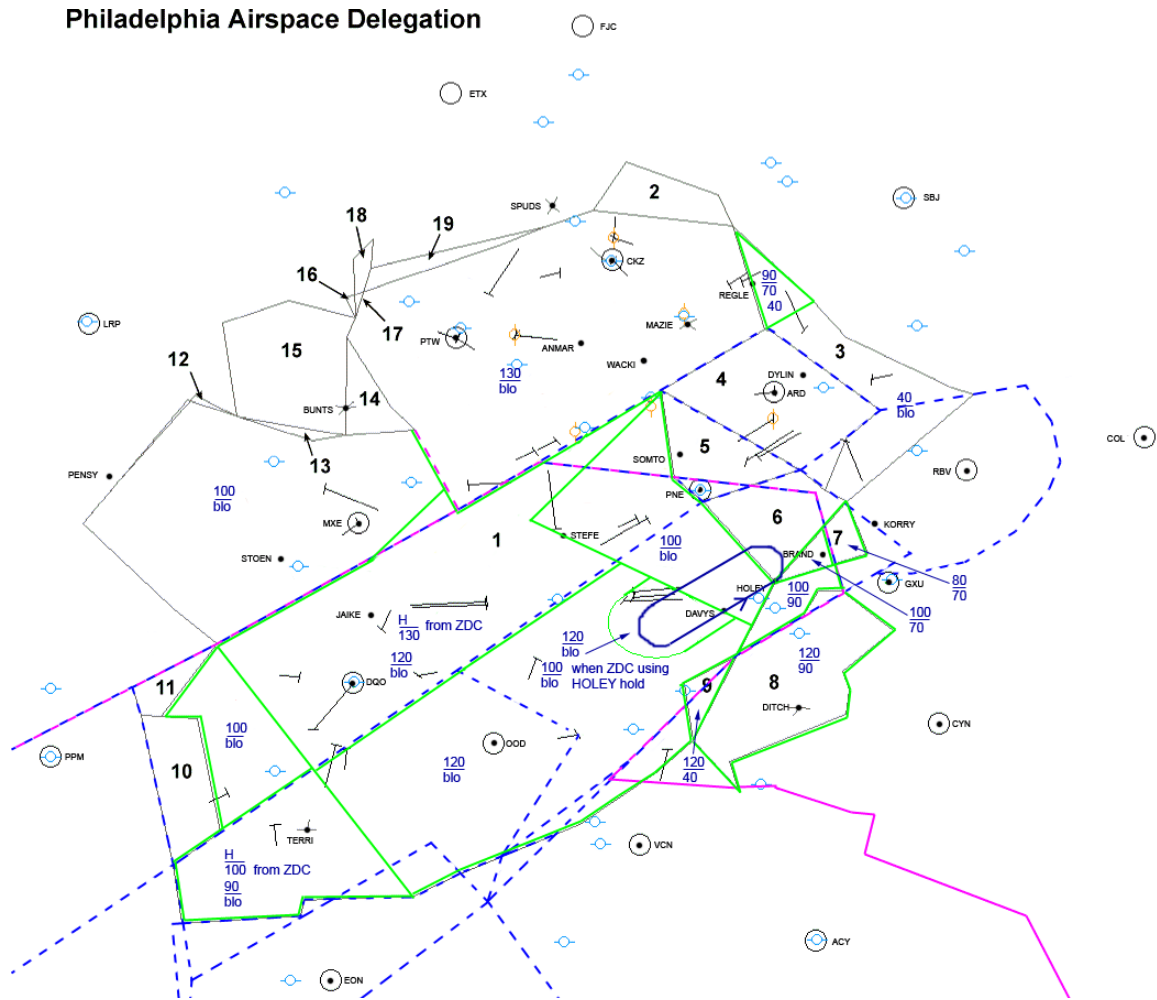 Philadelphia Airspace Delegation
FJC
ETX
SBJ
2
SPUDS
18
19
CKZ
16
90
70
40
REGLE
LRP
17
MAZIE
PTW
ANMAR
3
15
WACKI
12
130
blo
4
DYLIN
ARD
14
BUNTS
40
blo
13
COL
5
SOMTO
PENSY
RBV
100
blo
PNE
6
MXE
KORRY
1
STEFE
7
100
blo
BRAND
STOEN
80
70
HOLEY
GXU
100
90
JAIKE
DAVYS
100
70
H
130 from ZDC
120
blo
120
blo
120
90
100
blo
when ZDC using
HOLEY hold
11
DQO
9
8
DITCH
100
blo
CYN
OOD
PPM
10
120
blo
120
40
TERRI
VCN
H
100 from ZDC
90
blo
ACY
EON